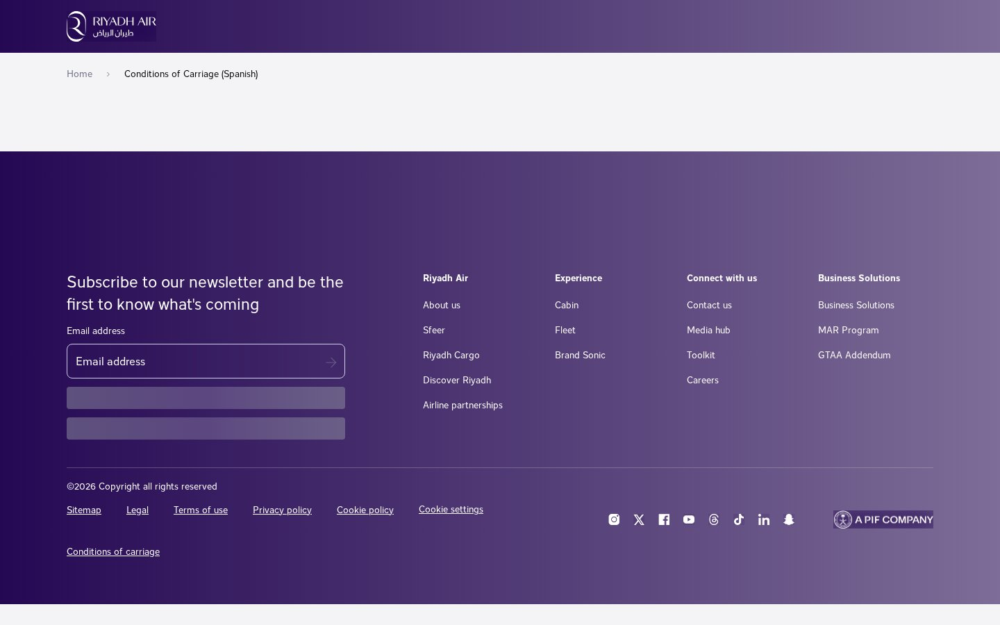 RIYADH AIR
طيران الرياض
Home
Conditions of Carriage (Spanish)
Subscribe to our newsletter and be the
first to know what's coming
Email address
Email address
Riyadh Air
About us
Sfeer
Riyadh Cargo
Discover Riyadh
Airline partnerships
Experience
Cabin
Fleet
Brand Sonic
Connect with us
Contact us
Media hub
Toolkit
Careers
Business Solutions
Business Solutions
MAR Program
GTAA Addendum
©2026 Copyright all rights reserved
Sitemap Legal Terms of use Privacy policy Cookie policy Cookie settings
Conditions of carriage
A PIF COMPANY